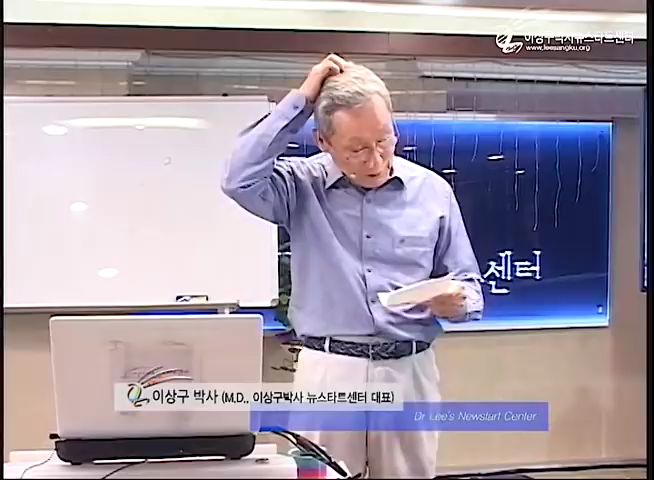 이상구박사뉴스타트센터
www.leesangku.org
센터
이상구 박사 (M.D., 이상구박사 뉴스타트센터 대표)
Dr Lee's Newstart Center